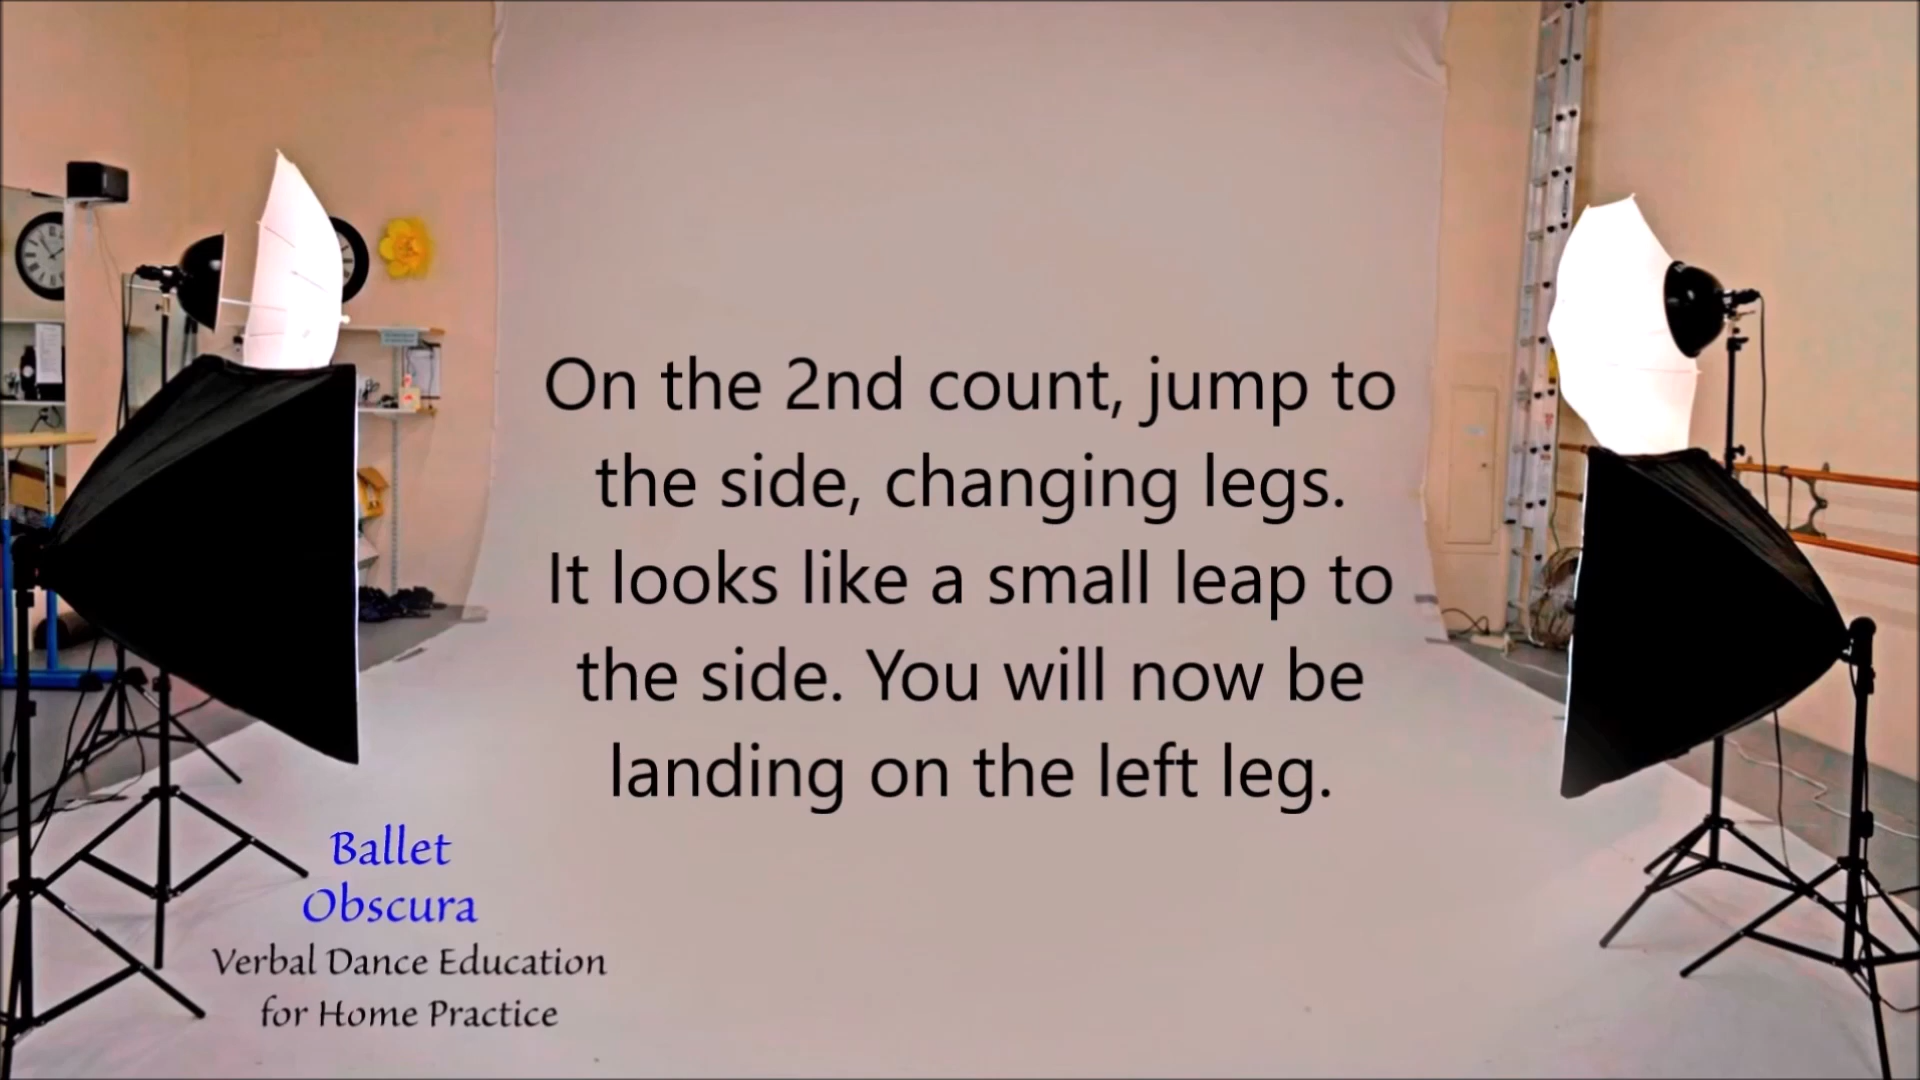 On the 2nd count, jump to
the side, changing legs.
It looks like a small leap to
the side. You will now be
landing on the left leg.
Ballet
Obscura
Verbal Dance Education
for Home Practice